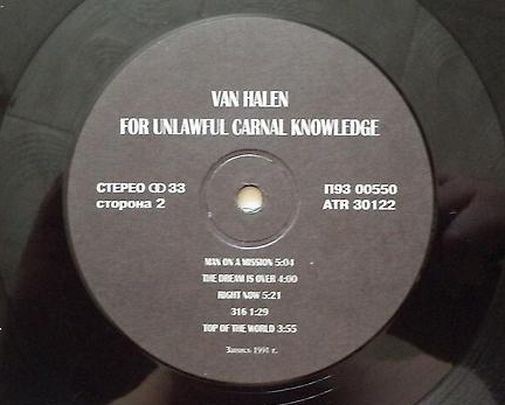 VAN HALEN
FOR UNLAWFUL CARNAL KNOWLEDGE
СТЕРЕО ↀ 33
сторона 2
П93 00550
ATR 30122
MAN ON A MISSION 5:04
THE DREAM IS OVER 4:00
RIGHT NOW 5:21
316 1:29
TOP OF THE WORLD 3:55
Запись 1991 г.